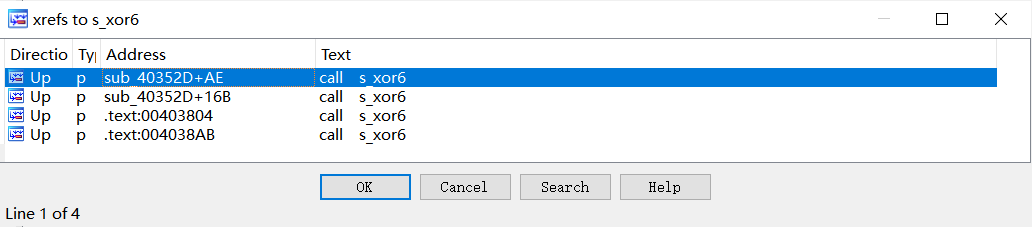 xrefs to s_xor6
Directio Ty Address Text
Up p sub_40352D+AE call s_xor6
Up p sub_40352D+16B call s_xor6
Up p .text:00403804 call s_xor6
Up p .text:004038AB call s_xor6
OK Cancel Search Help
Line 1 of 4